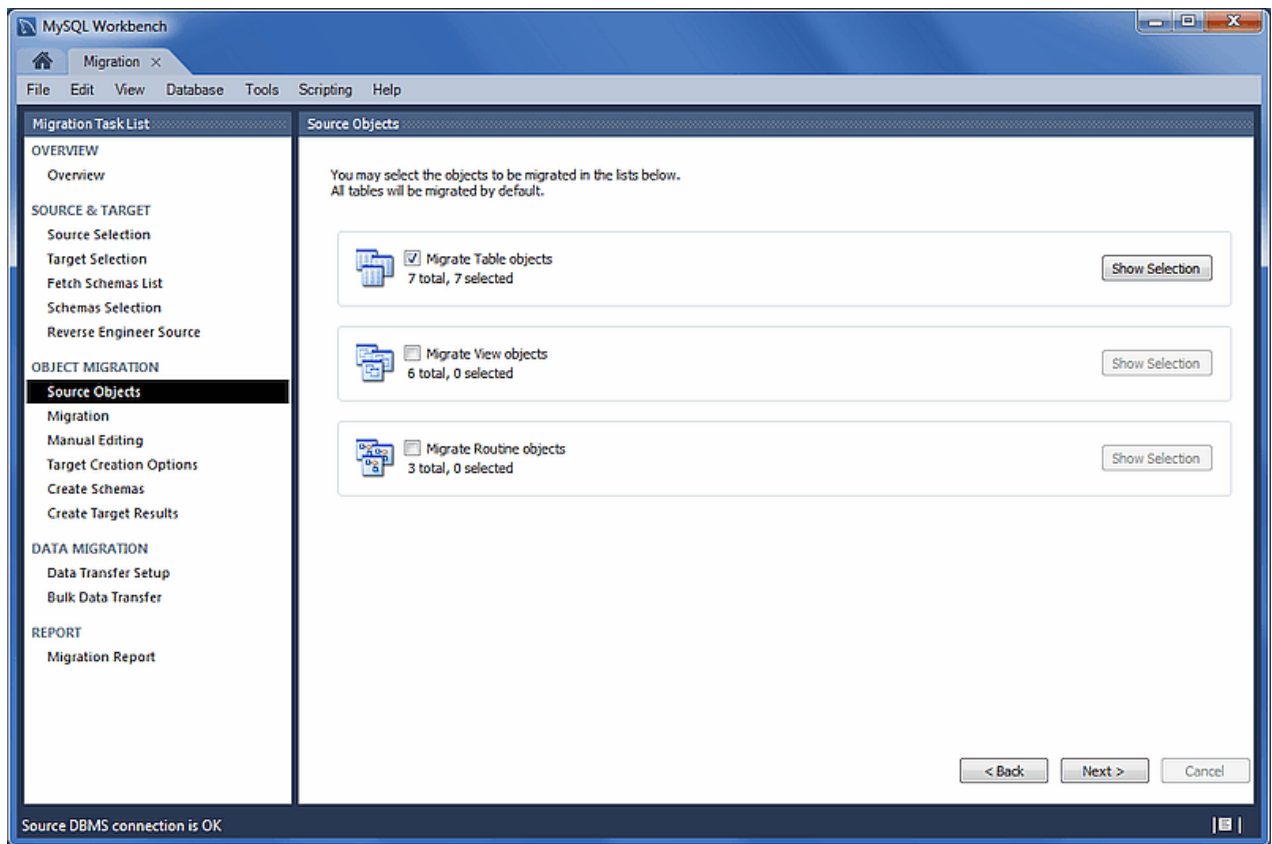 MySQL Workbench
Migration ×
File Edit View Database Tools Scripting Help
Migration Task List
OVERVIEW
Overview
SOURCE & TARGET
Source Selection
Target Selection
Fetch Schemas List
Schemas Selection
Reverse Engineer Source
OBJECT MIGRATION
Source Objects
Migration
Manual Editing
Target Creation Options
Create Schemas
Create Target Results
DATA MIGRATION
Data Transfer Setup
Bulk Data Transfer
REPORT
Migration Report
Source Objects
You may select the objects to be migrated in the lists below.
All tables will be migrated by default.
Migrate Table objects
7 total, 7 selected
Show Selection
Migrate View objects
6 total, 0 selected
Show Selection
Migrate Routine objects
3 total, 0 selected
Show Selection
< Back Next > Cancel
Source DBMS connection is OK